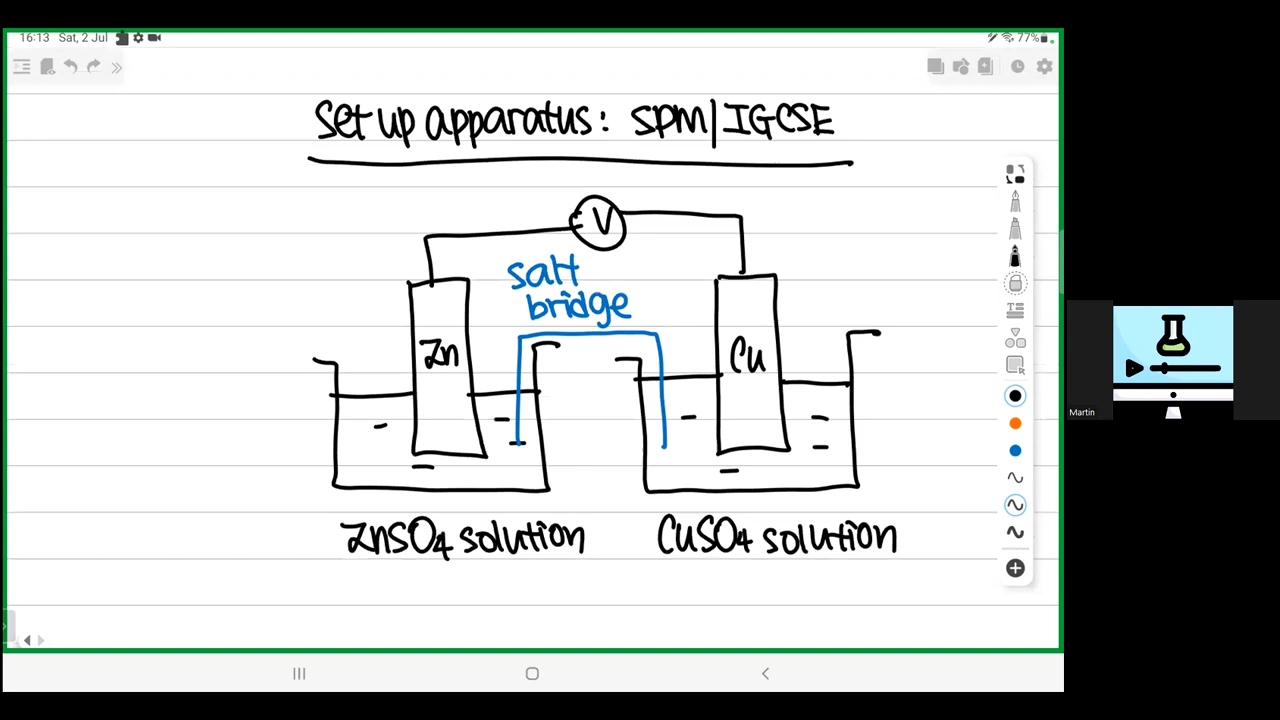 16:13 Sat, 2 Jul
77%
Set up apparatus: SPM/IGCSE
V
salt
bridge
Zn
Cu
ZnSO4 solution
CuSO4 solution
Martin